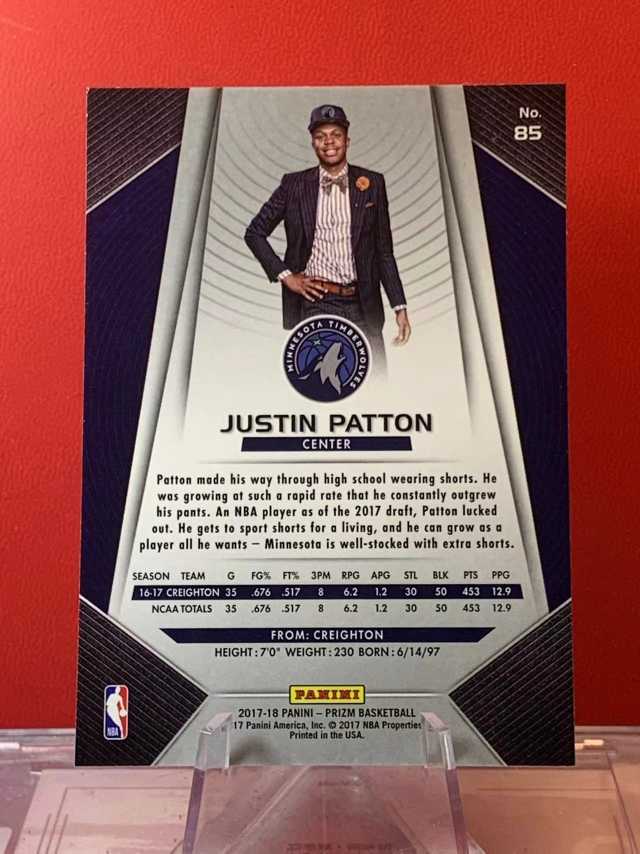 No.
85
MINNESOTA TIMBERWOLVES
JUSTIN PATTON
CENTER
Patton made his way through high school wearing shorts. He
was growing at such a rapid rate that he constantly outgrew
his pants. An NBA player as of the 2017 draft, Patton lucked
out. He gets to sport shorts for a living, and he can grow as a
player all he wants – Minnesota is well-stocked with extra shorts.
SEASON TEAM G FG% FT% 3PM RPG APG STL BLK PTS PPG
16-17 CREIGHTON 35 .676 .517 8 6.2 1.2 30 50 453 12.9
NCAA TOTALS 35 .676 .517 8 6.2 1.2 30 50 453 12.9
FROM: CREIGHTON
HEIGHT: 7'0" WEIGHT: 230 BORN: 6/14/97
PANINI
NBA
2017-18 PANINI – PRIZM BASKETBALL
17 Panini America, Inc. © 2017 NBA Properties
Printed in the USA.